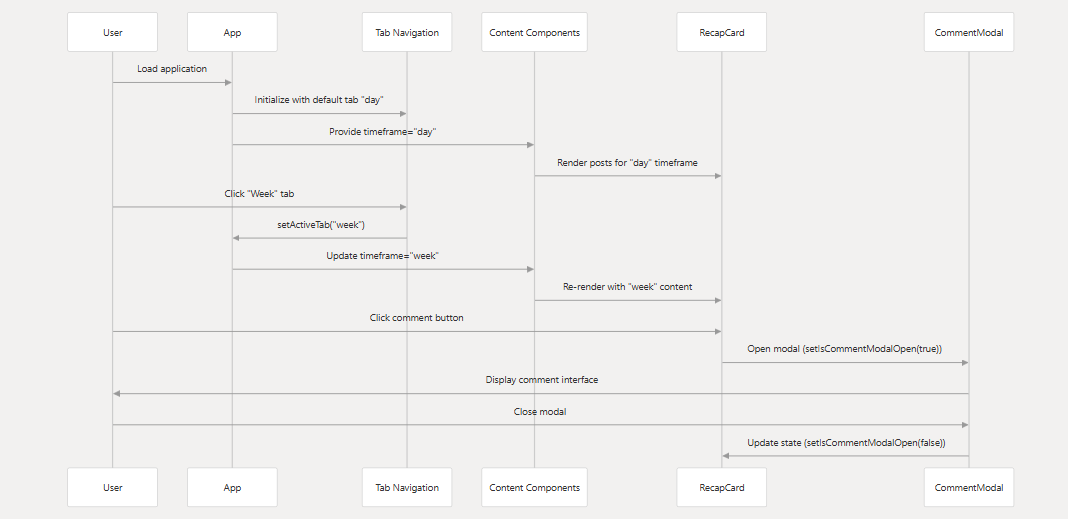 User
App
Tab Navigation
Content Components
RecapCard
CommentModal
Load application
Initialize with default tab "day"
Provide timeframe="day"
Render posts for "day" timeframe
Click "Week" tab
setActiveTab("week")
Update timeframe="week"
Re-render with "week" content
Click comment button
Open modal (setIsCommentModalOpen(true))
Display comment interface
Close modal
Update state (setIsCommentModalOpen(false))
User
App
Tab Navigation
Content Components
RecapCard
CommentModal